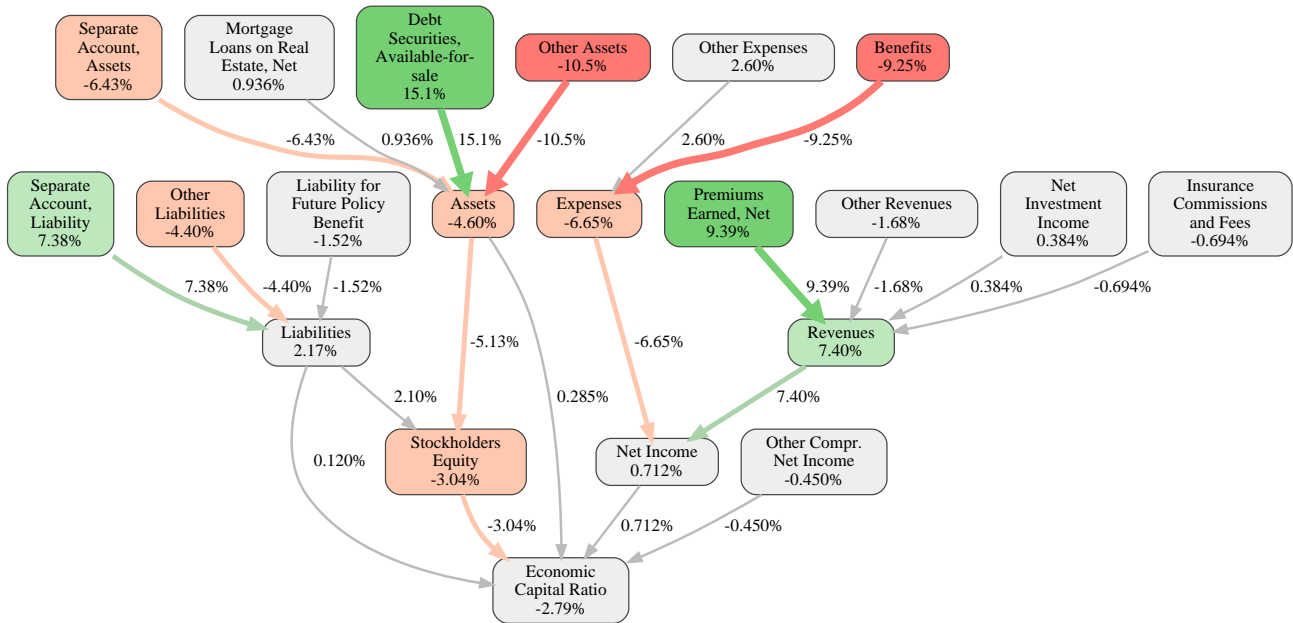 Separate
Account,
Assets
-6.43%
Mortgage
Loans on Real
Estate, Net
0.936%
Debt
Securities,
Available-for-
sale
15.1%
Other Assets
-10.5%
Other Expenses
2.60%
Benefits
-9.25%
-6.43%
0.936%
15.1%
-10.5%
2.60%
-9.25%
Separate
Account,
Liability
7.38%
Other
Liabilities
-4.40%
Liability for
Future Policy
Benefit
-1.52%
Assets
-4.60%
Expenses
-6.65%
Premiums
Earned, Net
9.39%
Other Revenues
-1.68%
Net
Investment
Income
0.384%
Insurance
Commissions
and Fees
-0.694%
7.38%
-4.40%
-1.52%
9.39%
-1.68%
0.384%
-0.694%
Liabilities
2.17%
-5.13%
-6.65%
Revenues
7.40%
2.10%
0.285%
7.40%
0.120%
Stockholders
Equity
-3.04%
Net Income
0.712%
Other Compr.
Net Income
-0.450%
-3.04%
0.712%
-0.450%
Economic
Capital Ratio
-2.79%